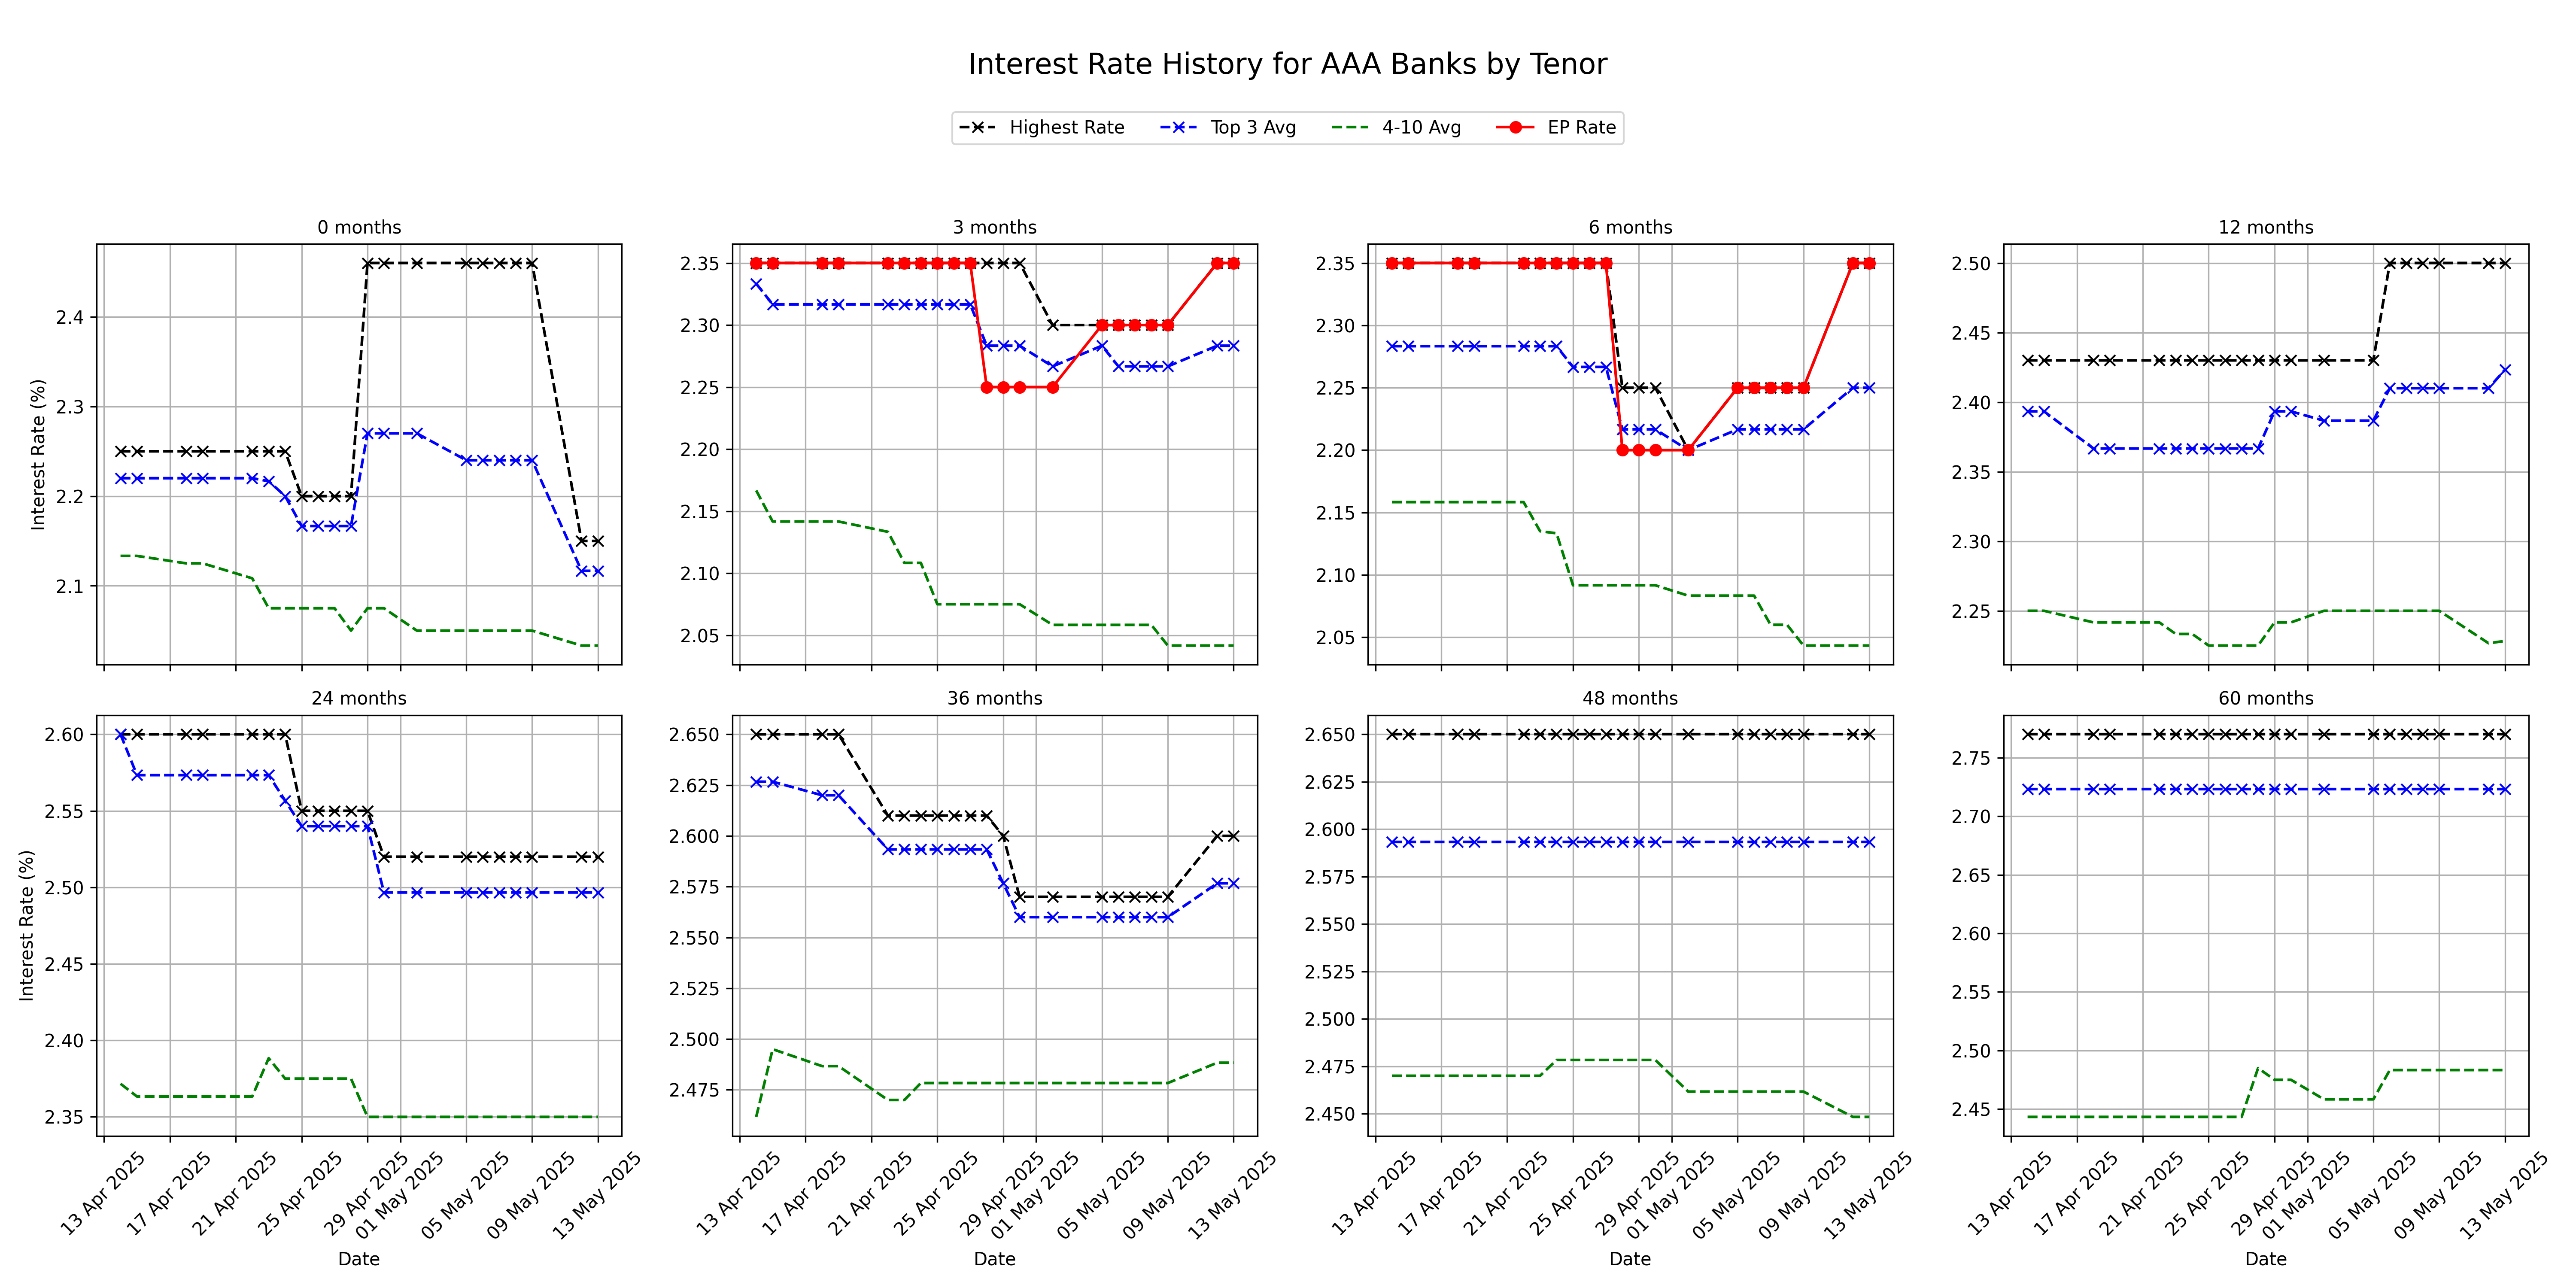 Interest Rate History for AAA Banks by Tenor
Highest Rate Top 3 Avg 4-10 Avg EP Rate
0 months
Interest Rate (%)
2.4
2.3
2.2
2.1
3 months
2.35
2.30
2.25
2.20
2.15
2.10
2.05
6 months
2.35
2.30
2.25
2.20
2.15
2.10
2.05
12 months
2.50
2.45
2.40
2.35
2.30
2.25
24 months
Interest Rate (%)
2.60
2.55
2.50
2.45
2.40
2.35
13 Apr 2025
17 Apr 2025
21 Apr 2025
25 Apr 2025
29 Apr 2025
01 May 2025
05 May 2025
09 May 2025
13 May 2025
Date
36 months
2.650
2.625
2.600
2.575
2.550
2.525
2.500
2.475
13 Apr 2025
17 Apr 2025
21 Apr 2025
25 Apr 2025
29 Apr 2025
01 May 2025
05 May 2025
09 May 2025
13 May 2025
Date
48 months
2.650
2.625
2.600
2.575
2.550
2.525
2.500
2.475
2.450
13 Apr 2025
17 Apr 2025
21 Apr 2025
25 Apr 2025
29 Apr 2025
01 May 2025
05 May 2025
09 May 2025
13 May 2025
Date
60 months
2.75
2.70
2.65
2.60
2.55
2.50
2.45
13 Apr 2025
17 Apr 2025
21 Apr 2025
25 Apr 2025
29 Apr 2025
01 May 2025
05 May 2025
09 May 2025
13 May 2025
Date